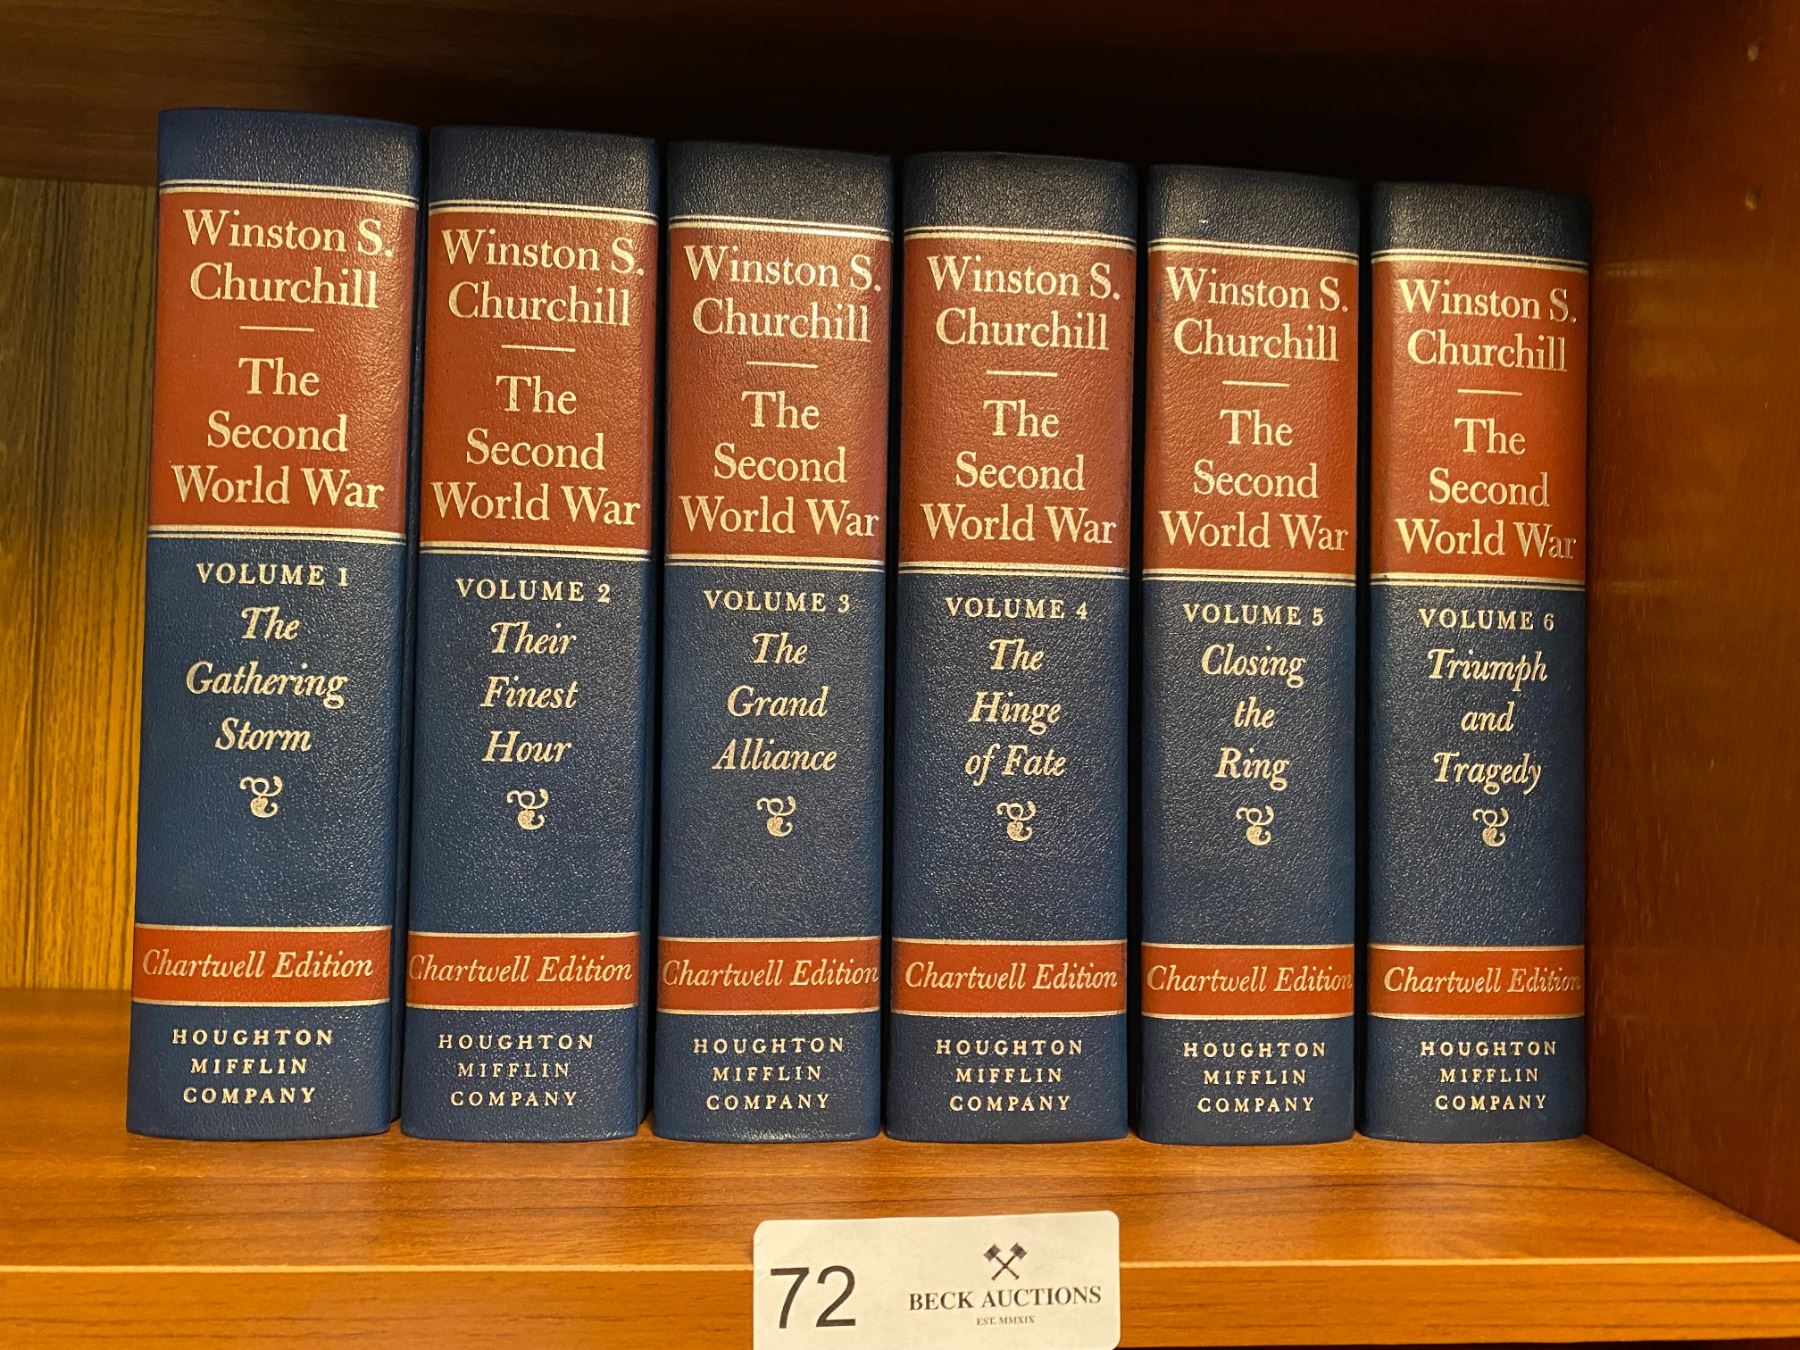 Winston S.
Churchill
The
Second
World War
VOLUME 1
The
Gathering
Storm
Chartwell Edition
HOUGHTON
MIFFLIN
COMPANY
Winston S.
Churchill
The
Second
World War
VOLUME 2
Their
Finest
Hour
Chartwell Edition
HOUGHTON
MIFFLIN
COMPANY
Winston S.
Churchill
The
Second
World War
VOLUME 3
The
Grand
Alliance
Chartwell Edition
HOUGHTON
MIFFLIN
COMPANY
Winston S.
Churchill
The
Second
World War
VOLUME 4
The
Hinge
of Fate
Chartwell Edition
HOUGHTON
MIFFLIN
COMPANY
Winston S.
Churchill
The
Second
World War
VOLUME 5
Closing
the
Ring
Chartwell Edition
HOUGHTON
MIFFLIN
COMPANY
Winston S.
Churchill
The
Second
World War
VOLUME 6
Triumph
and
Tragedy
Chartwell Edition
HOUGHTON
MIFFLIN
COMPANY
72
BECK AUCTIONS
EST. MMXIX